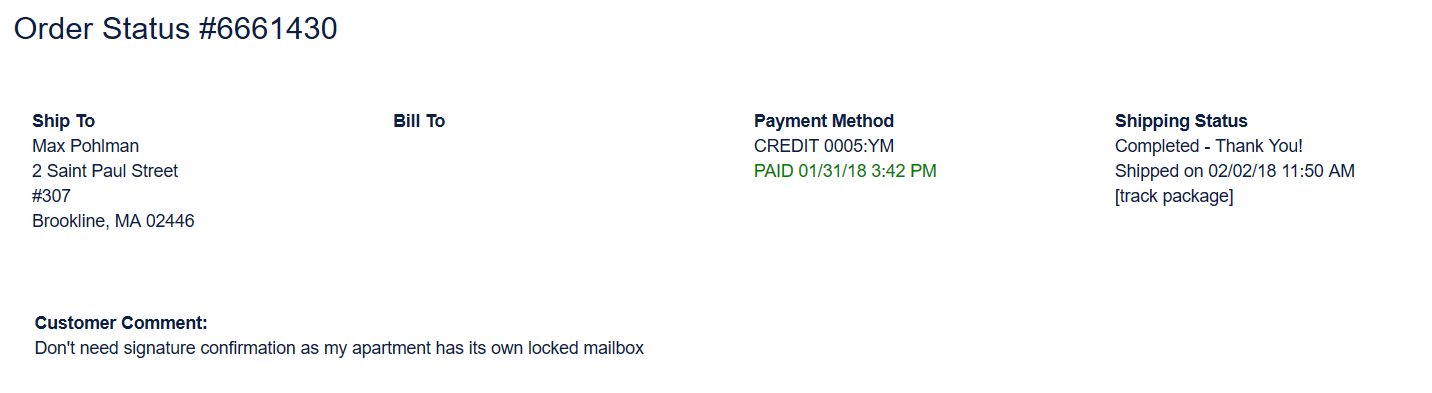 Order Status #6661430
Ship To
Max Pohlman
2 Saint Paul Street
#307
Brookline, MA 02446
Bill To
Payment Method
CREDIT 0005:YM
PAID 01/31/18 3:42 PM
Shipping Status
Completed - Thank You!
Shipped on 02/02/18 11:50 AM
[track package]
Customer Comment:
Don't need signature confirmation as my apartment has its own locked mailbox